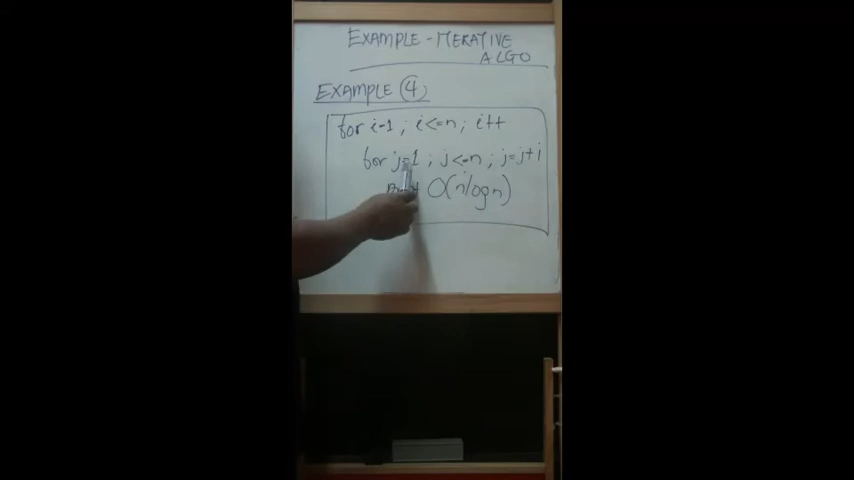 EXAMPLE - ITERATIVE
ALGO
EXAMPLE (4)
for i=1 ; i<=n ; i++
for j=1 ; j<=n ; j=j+i
O(nlogn)